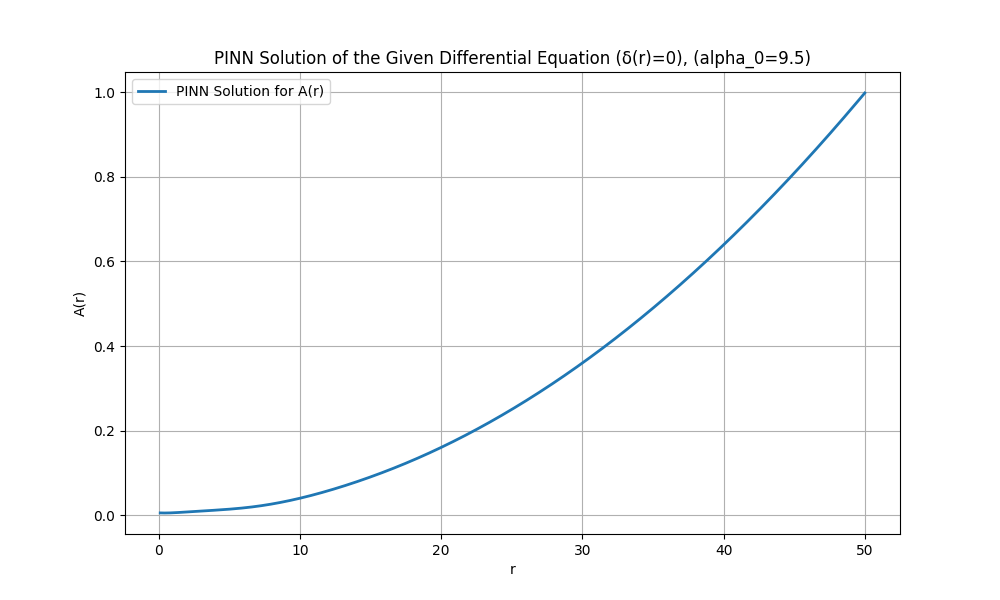 PINN Solution of the Given Differential Equation (δ(r)=0), (alpha_0=9.5)
PINN Solution for A(r)
A(r)
1.0
0.8
0.6
0.4
0.2
0.0
0 10 20 30 40 50
r